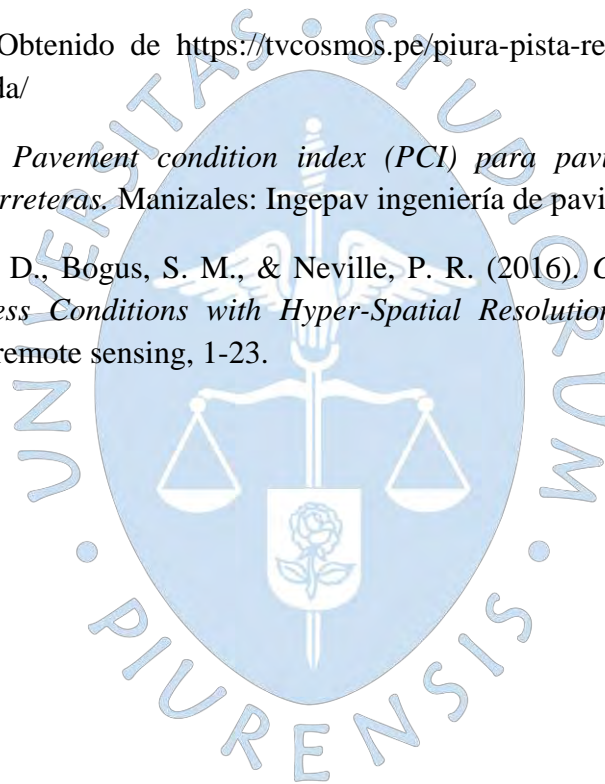 Obtenido de https://tvcosmos.pe/piura-pista-re
da/
Pavement condition index (PCI) para pavi
rreteras. Manizales: Ingepav ingeniería de pavi
D., Bogus, S. M., & Neville, P. R. (2016).
ess Conditions with Hyper-Spatial Resolution
remote sensing, 1-23.
UNIVERSITAS • STUDIORUM • PIURENSIS •